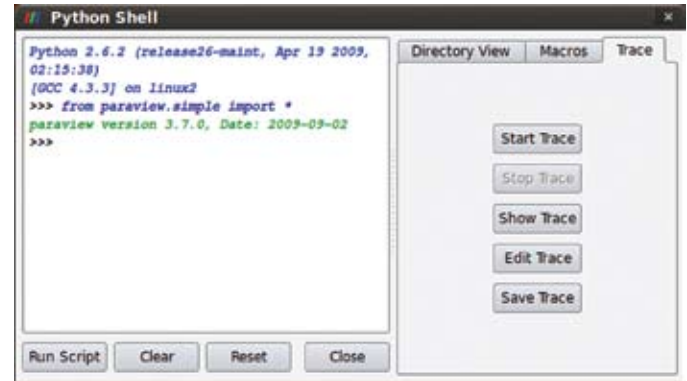 Python Shell
Python 2.6.2 (release26-maint, Apr 19 2009,
02:15:38)
[GCC 4.3.3] on linux2
>>> from paraview.simple import *
paraview version 3.7.0, Date: 2009-09-02
>>>
Run Script Clear Reset Close
Directory View Macros Trace
Start Trace
Stop Trace
Show Trace
Edit Trace
Save Trace